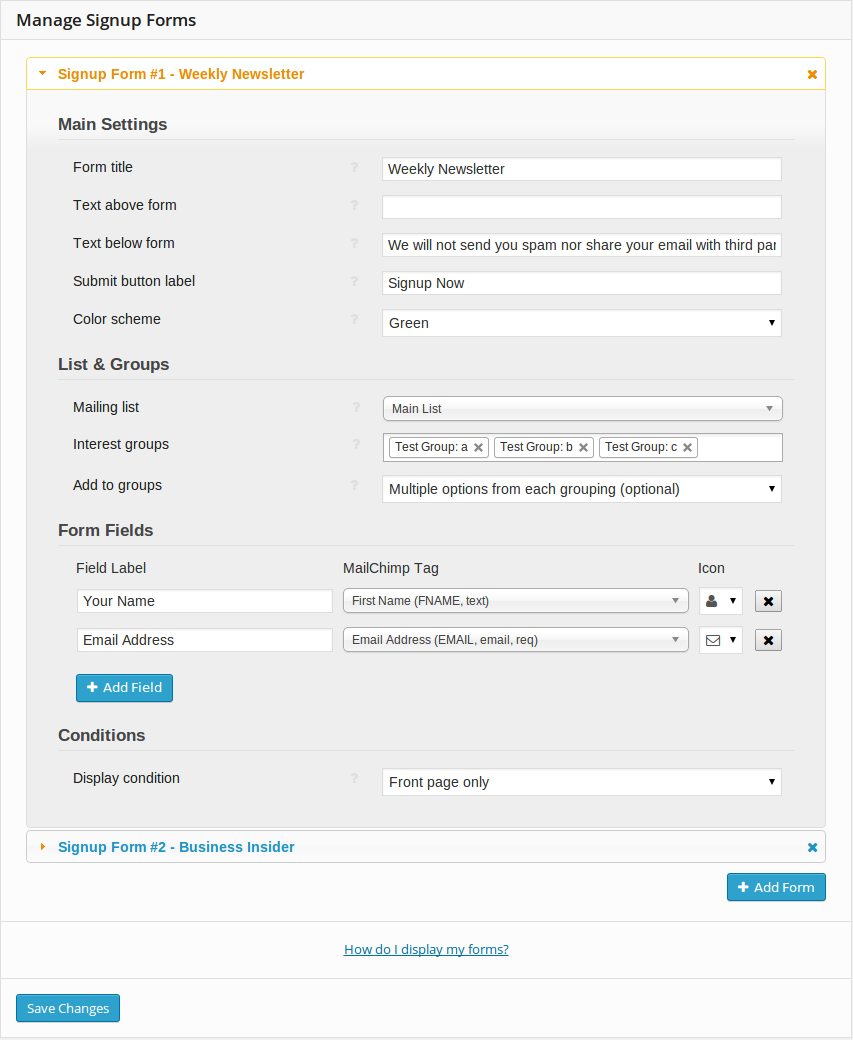 Manage Signup Forms
Signup Form #1 - Weekly Newsletter
Main Settings
Form title ? Weekly Newsletter
Text above form ?
Text below form ? We will not send you spam nor share your email with third par
Submit button label ? Signup Now
Color scheme ? Green
List & Groups
Mailing list ? Main List
Interest groups ? Test Group: a Test Group: b Test Group: c
Add to groups ? Multiple options from each grouping (optional)
Form Fields
Field Label MailChimp Tag Icon
Your Name First Name (FNAME, text)
Email Address Email Address (EMAIL, email, req)
Add Field
Conditions
Display condition ? Front page only
Signup Form #2 - Business Insider
Add Form
How do I display my forms?
Save Changes